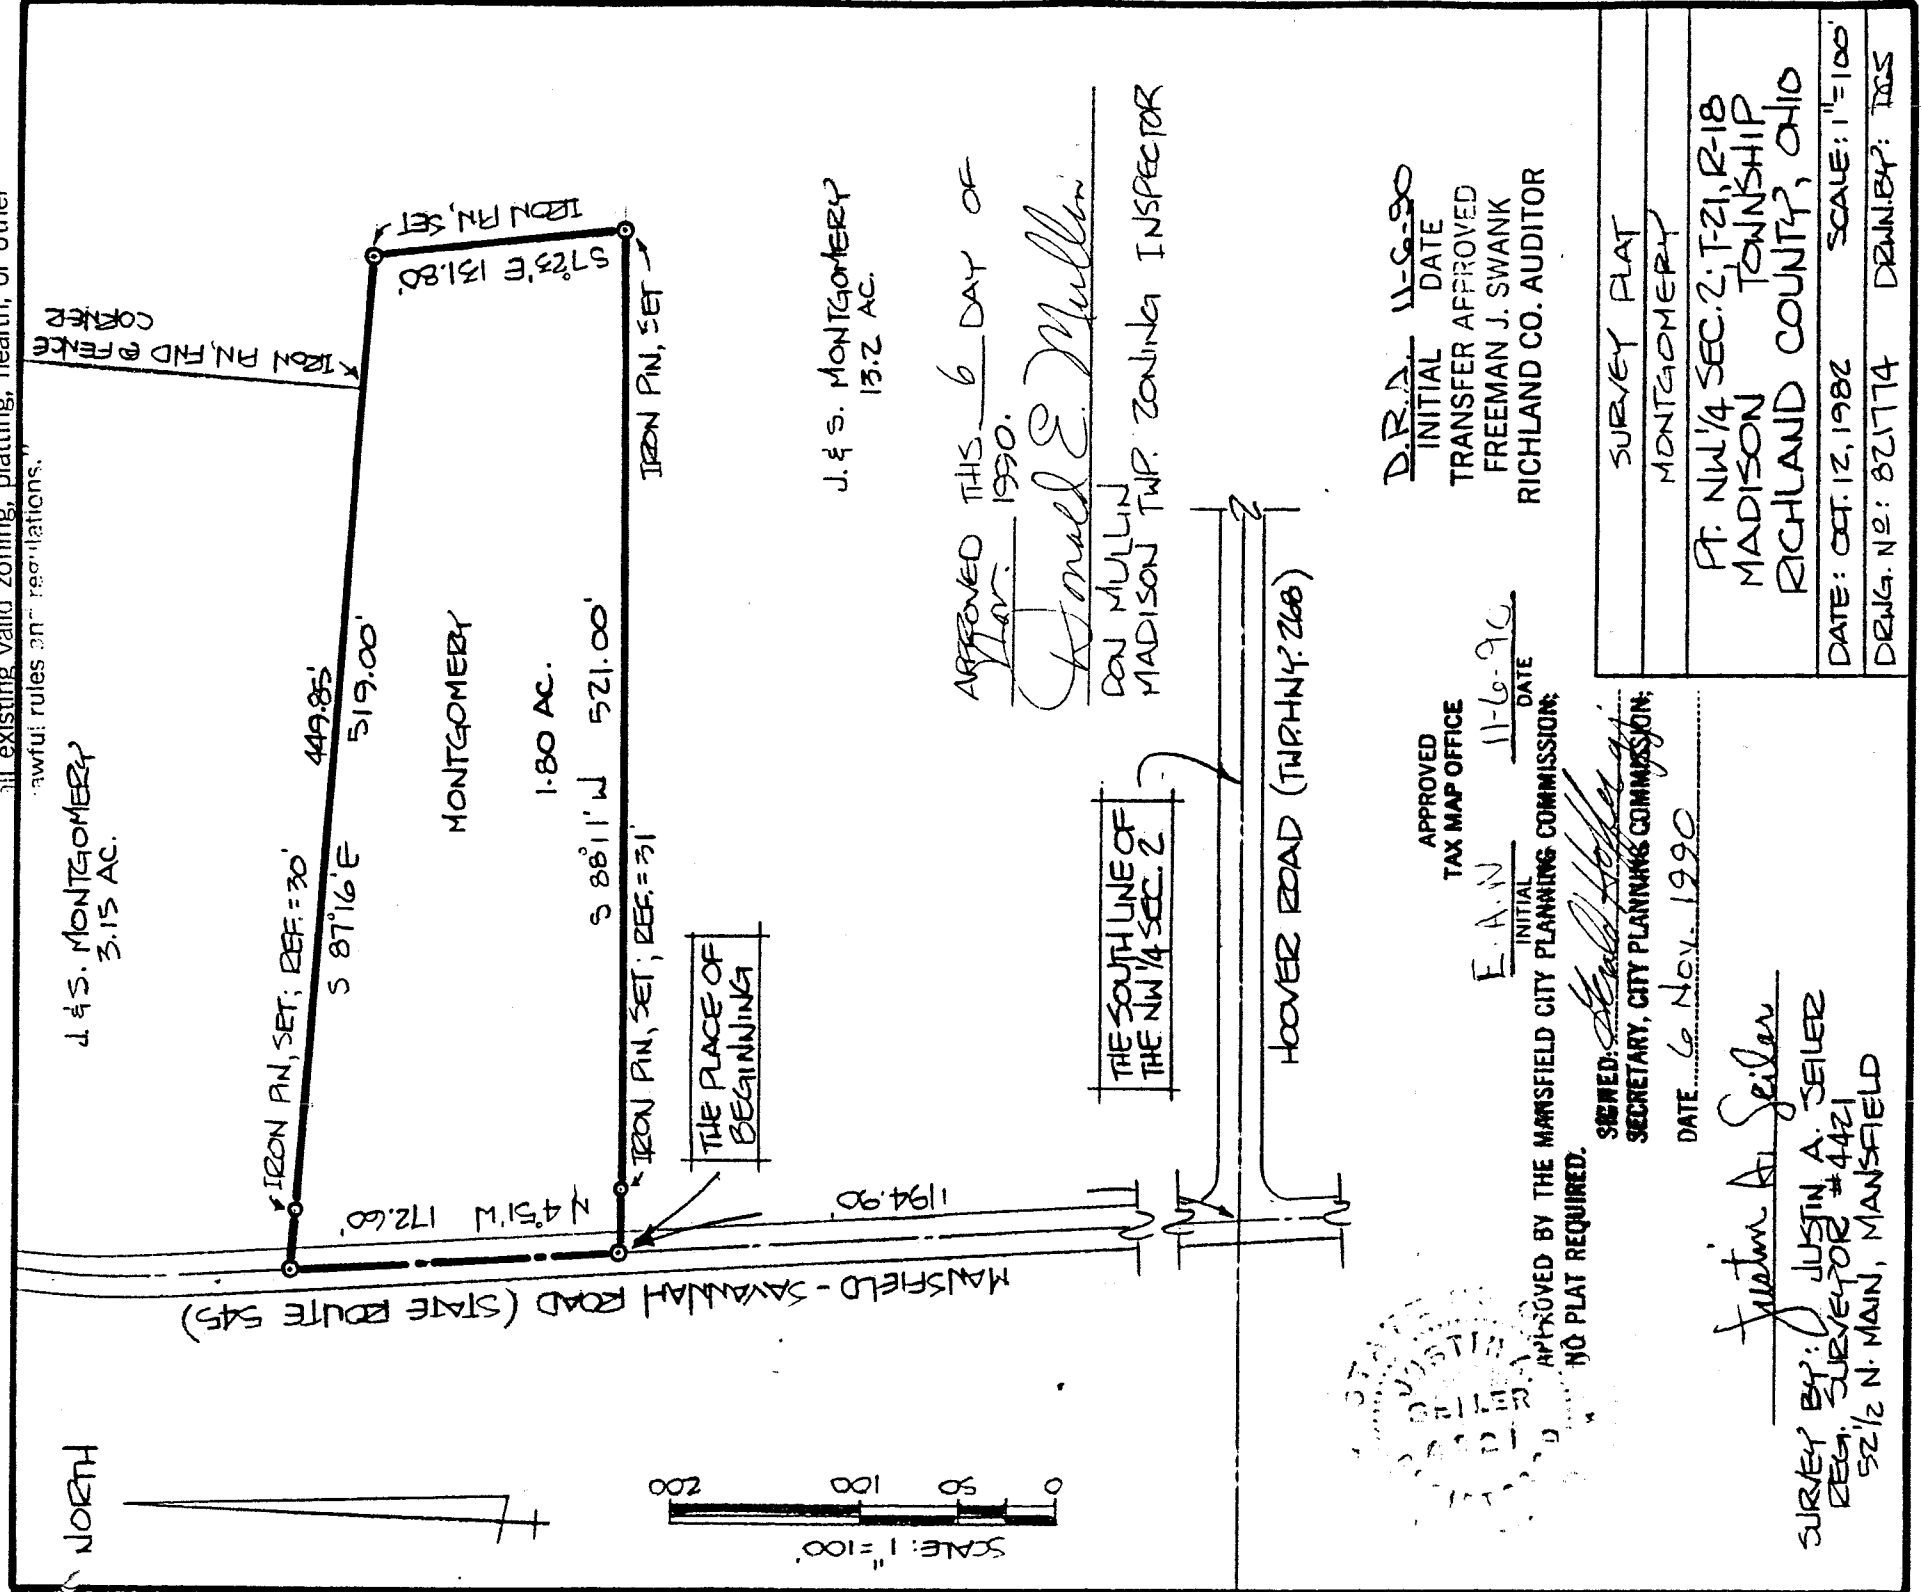 all existing valid zoning, platting, health, or other
lawful rules and regulations."
J. & S. MONTGOMERY
3.15 AC.
IRON PIN, FND @ FENCE
CORNER
IRON PIN, SET; REF.=30'
449.85'
S 87°16'E 519.00'
IRON PIN, SET
S 7°23'E 131.80'
MONTGOMERY
1.80 AC.
N 4°51'W 172.60'
S 88°11'W 521.00'
IRON PIN, SET; REF.=31'
IRON PIN, SET
THE PLACE OF
BEGINNING
J. & S. MONTGOMERY
13.2 AC.
1194.90'
MANSFIELD - SAVANNAH ROAD (STATE ROUTE 545)
NORTH
SCALE: 1"=100'
0 50 100 200
APPROVED THIS 6 DAY OF
1990.
Donald E. Mullin
DON MULLIN
MADISON TWP. ZONING INSPECTOR
THE SOUTH LINE OF
THE NW 1/4 SEC. 2
HOOVER ROAD (TWP. HWY. 268)
D.R.D. 11-6-90
INITIAL DATE
TRANSFER APPROVED
FREEMAN J. SWANK
RICHLAND CO. AUDITOR
APPROVED
TAX MAP OFFICE
E.A.W 11-6-90
INITIAL DATE
APPROVED BY THE MANSFIELD CITY PLANNING COMMISSION;
NO PLAT REQUIRED.
SIGNED:
SECRETARY, CITY PLANNING COMMISSION;
DATE 6 Nov. 1990
STATE OF
JUSTIN
A.
SEILER
Justin A. Seiler
SURVEY BY: JUSTIN A. SEILER
REG. SURVEYOR #4421
52 1/2 N. MAIN, MANSFIELD
SURVEY PLAT
MONTGOMERY
PT. NW 1/4 SEC. 2; T-21, R-18
MADISON TOWNSHIP
RICHLAND COUNTY, OHIO
DATE: OCT. 12, 1982 SCALE: 1"=100'
DRWG. Nº: 821774 DRWN. BY: DGS